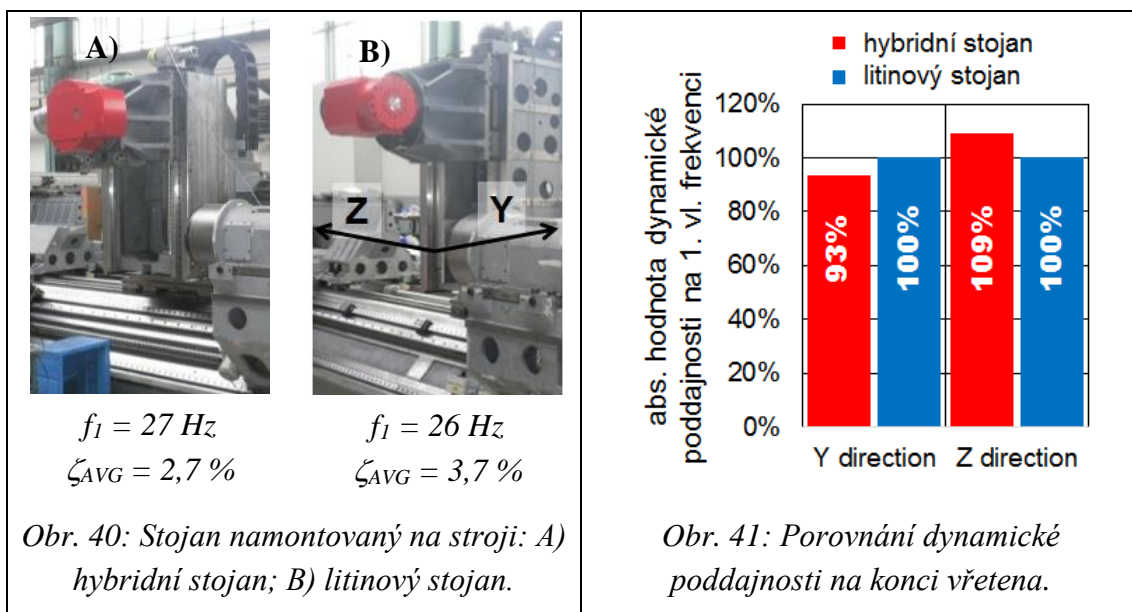 A)
B)
Z
Y
f1 = 27 Hz
ζAVG = 2,7 %
f1 = 26 Hz
ζAVG = 3,7 %
Obr. 40: Stojan namontovaný na stroji: A)
hybridní stojan; B) litinový stojan.
hybridní stojan
litinový stojan
abs. hodnota dynamické
poddajnosti na 1. vl. frekvenci
120%
100%
80%
60%
40%
20%
0%
93%
100%
109%
100%
Y direction
Z direction
Obr. 41: Porovnání dynamické
poddajnosti na konci vřetena.